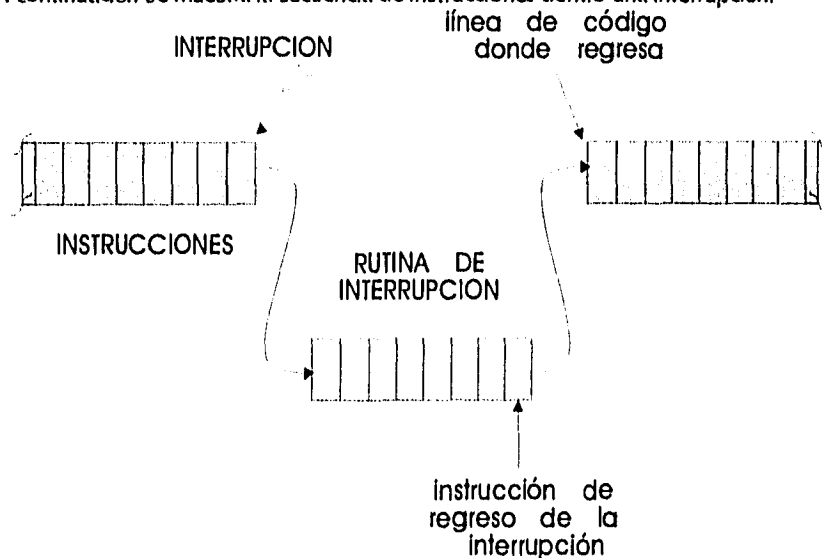 continuación se muestra la secuencia de instrucciones dentro una interrupción.
INTERRUPCION
línea de código
donde regresa
INSTRUCCIONES
RUTINA DE
INTERRUPCION
instrucción de
regreso de la
interrupción